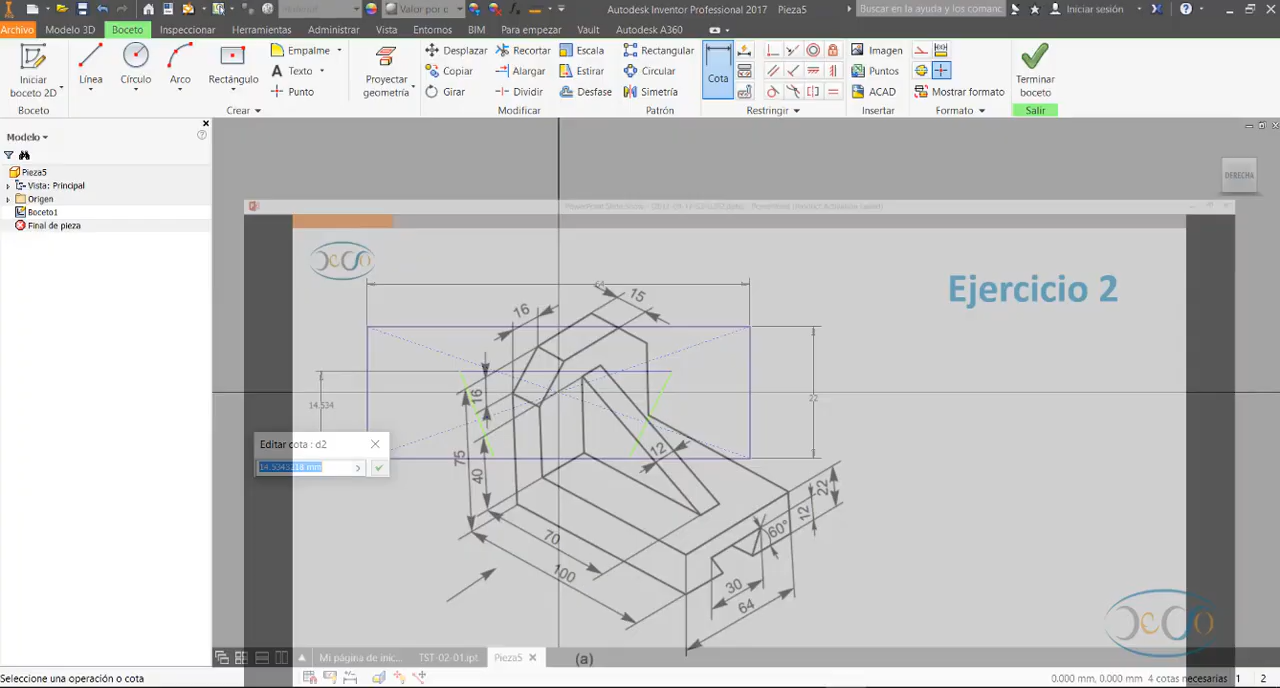 Autodesk Inventor Professional 2017 Pieza5
Buscar en la ayuda y los comanc
Iniciar sesión
Material
Valor por
Archivo Modelo 3D Boceto Inspeccionar Herramientas Administrar Vista Entornos BIM Para empezar Vault Autodesk A360
Iniciar
boceto 2D
Línea
Círculo
Arco
Rectángulo
Empalme
Texto
Punto
Proyectar
geometría
Desplazar
Copiar
Girar
Recortar
Alargar
Dividir
Escala
Estirar
Desfase
Rectangular
Circular
Simetría
Cota
Imagen
Puntos
ACAD
Mostrar formato
Terminar
boceto
Boceto Crear Modificar Patrón Restringir Insertar Formato Salir
Modelo
Pieza5
Vista: Principal
Origen
Boceto1
Final de pieza
DERECHA
Ejercicio 2
16
15
16
75
40
12
70
100
60°
12
22
30
64
14.534
22
Editar cota : d2
14.5343218 mm
(a)
Mi página de inic...
TST-02-01.ipt
Pieza5
Seleccione una operación o cota
0.000 mm, 0.000 mm 4 cotas necesarias 1 2